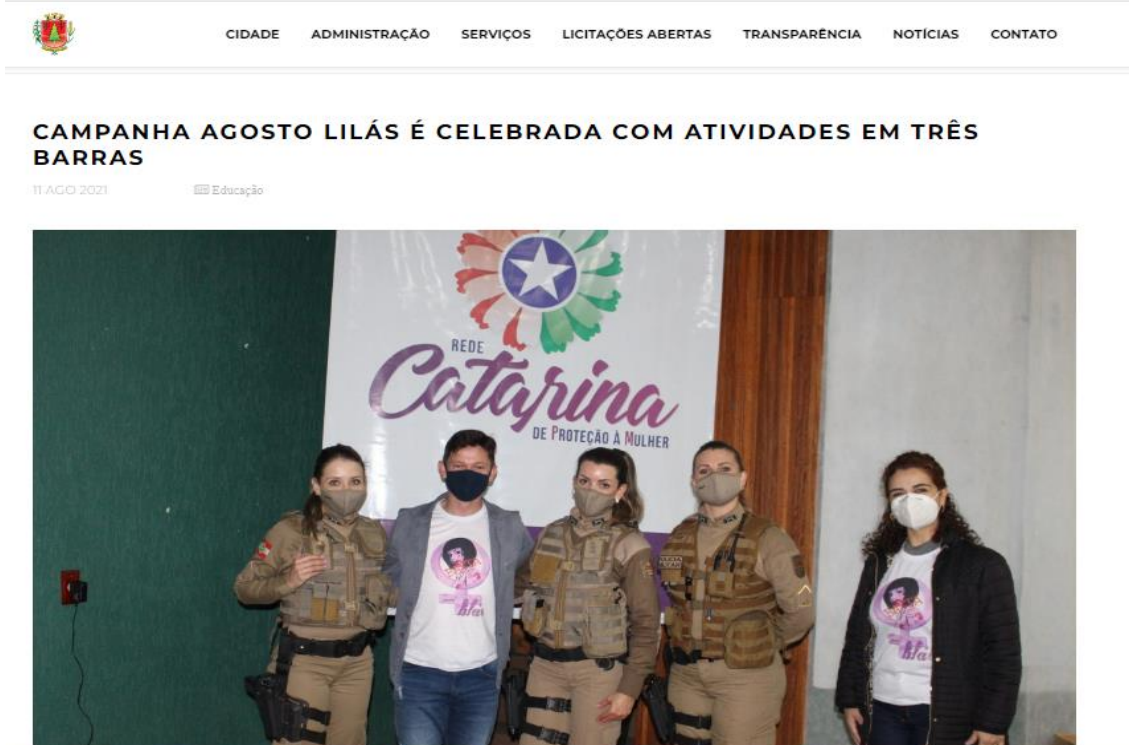 CIDADE ADMINISTRAÇÃO SERVIÇOS LICITAÇÕES ABERTAS TRANSPARÊNCIA NOTÍCIAS CONTATO
CAMPANHA AGOSTO LILÁS É CELEBRADA COM ATIVIDADES EM TRÊS
BARRAS
11 AGO 2021 Educação
REDE
Catarina
DE PROTEÇÃO À MULHER